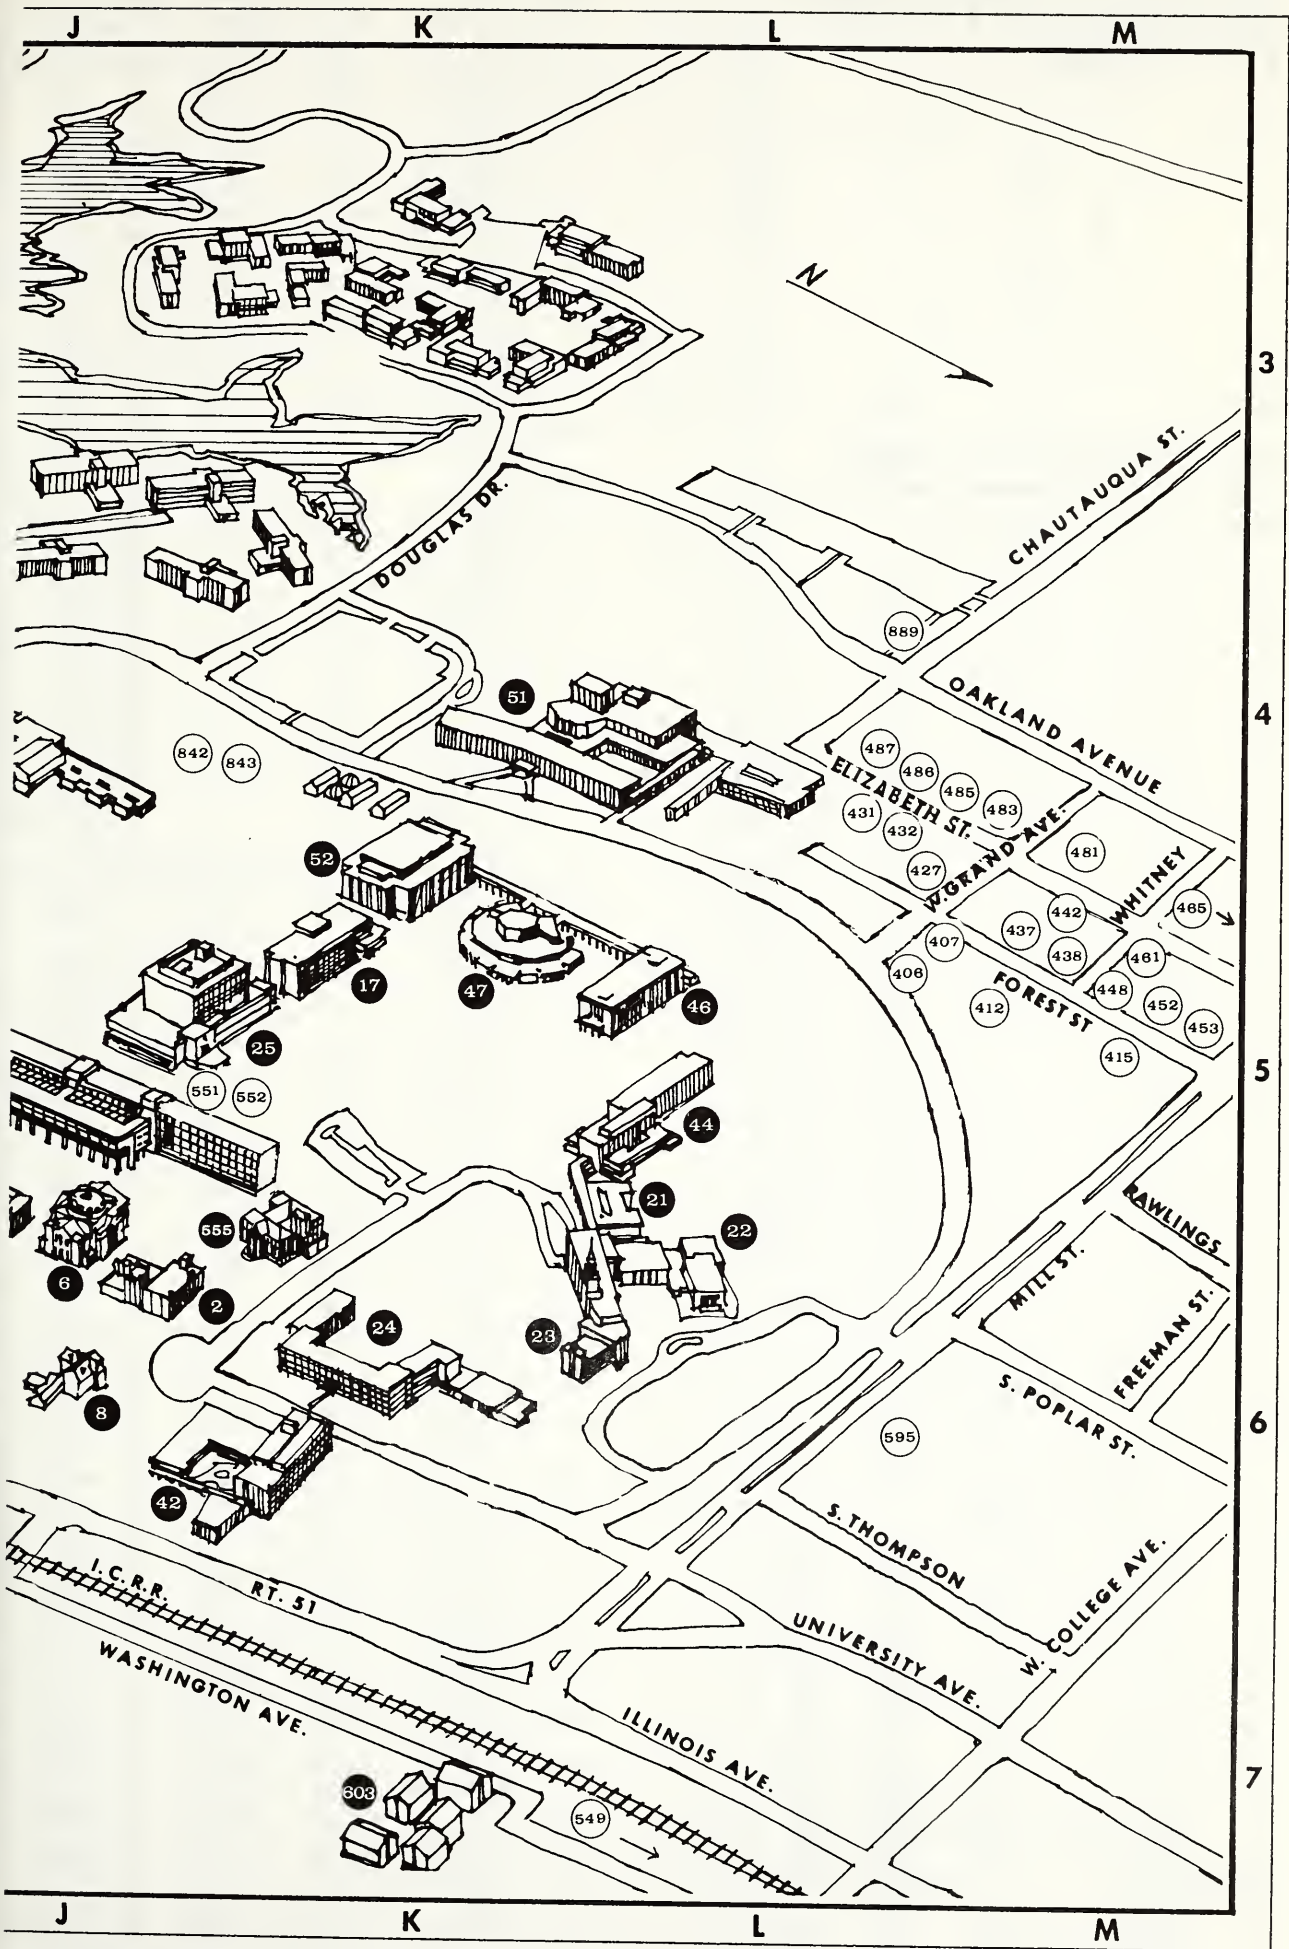 J K L M
N
3
CHAUTAUQUA ST.
DOUGLAS DR.
889
51
OAKLAND AVENUE
4
842 843
487
486
485
483
ELIZABETH ST.
431
432
427
W. GRAND AVE.
481
WHITNEY
465
52
442
437
438
407
406
461
448
452
453
412
FOREST ST
415
17
47
46
25
5
551 552
44
21
22
555
6
2
RAWLINGS
MILL ST.
FREEMAN ST.
24
23
8
S. POPLAR ST.
6
595
42
S. THOMPSON
W. COLLEGE AVE.
I.C.R.R.
RT. 51
UNIVERSITY AVE.
WASHINGTON AVE.
ILLINOIS AVE.
7
603
549
J K L M